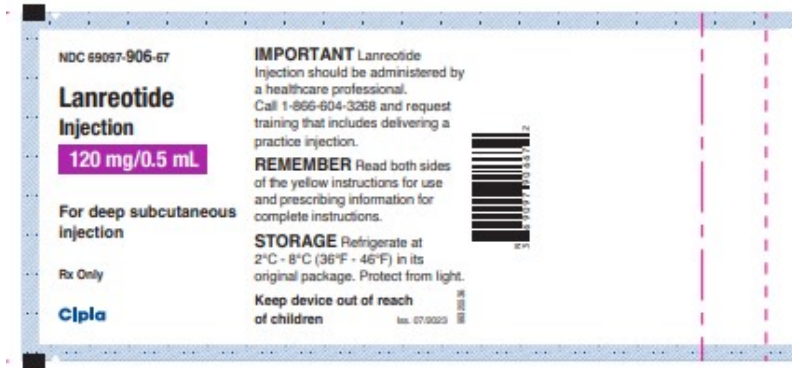 NDC 69097-906-67
Lanreotide
Injection
120 mg/0.5 mL
For deep subcutaneous
injection
Rx Only
Cipla
IMPORTANT Lanreotide
Injection should be administered by
a healthcare professional.
Call 1-866-604-3268 and request
training that includes delivering a
practice injection.
REMEMBER Read both sides
of the yellow instructions for use
and prescribing information for
complete instructions.
STORAGE Refrigerate at
2°C - 8°C (36°F - 46°F) in its
original package. Protect from light.
Keep device out of reach
of children
Iss. 07/2023
N
3 69097 90667 2